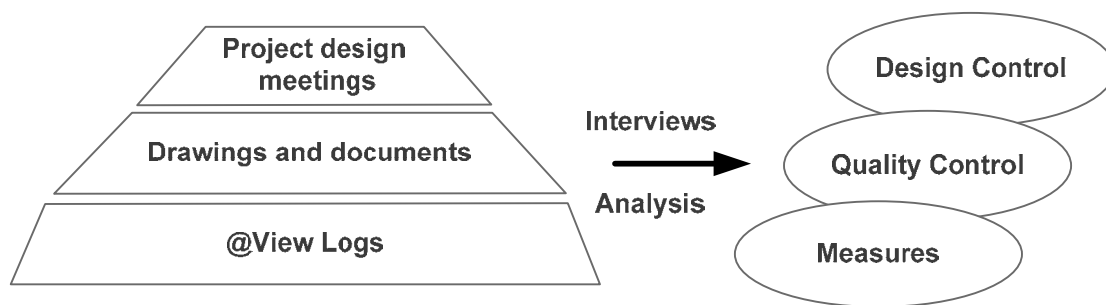 Project design
meetings
Drawings and documents
@View Logs
Interviews
Analysis
Design Control
Quality Control
Measures